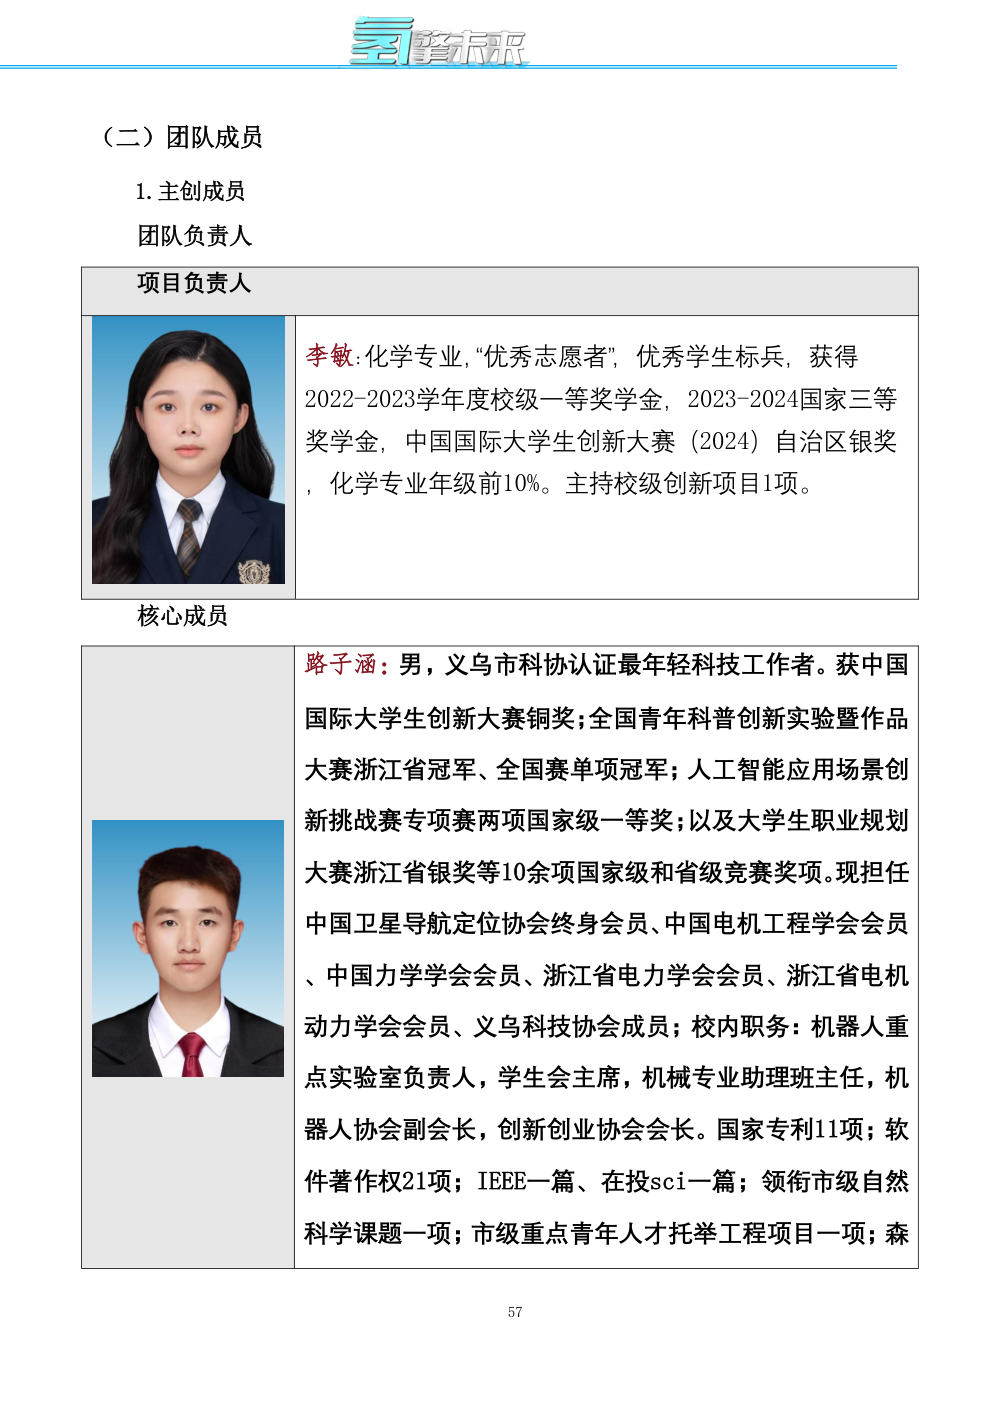 氢擎未来
（二）团队成员
1.主创成员
团队负责人
项目负责人
李敏:化学专业,“优秀志愿者”，优秀学生标兵，获得
2022-2023学年度校级一等奖学金，2023-2024国家三等
奖学金，中国国际大学生创新大赛（2024）自治区银奖
，化学专业年级前10%。主持校级创新项目1项。
核心成员
路子涵：男，义乌市科协认证最年轻科技工作者。获中国
国际大学生创新大赛铜奖；全国青年科普创新实验暨作品
大赛浙江省冠军、全国赛单项冠军；人工智能应用场景创
新挑战赛专项赛两项国家级一等奖；以及大学生职业规划
大赛浙江省银奖等10余项国家级和省级竞赛奖项。现担任
中国卫星导航定位协会终身会员、中国电机工程学会会员
、中国力学学会会员、浙江省电力学会会员、浙江省电机
动力学会会员、义乌科技协会成员；校内职务：机器人重
点实验室负责人，学生会主席，机械专业助理班主任，机
器人协会副会长，创新创业协会会长。国家专利11项；软
件著作权21项；IEEE一篇、在投sci一篇；领衔市级自然
科学课题一项；市级重点青年人才托举工程项目一项；森
57